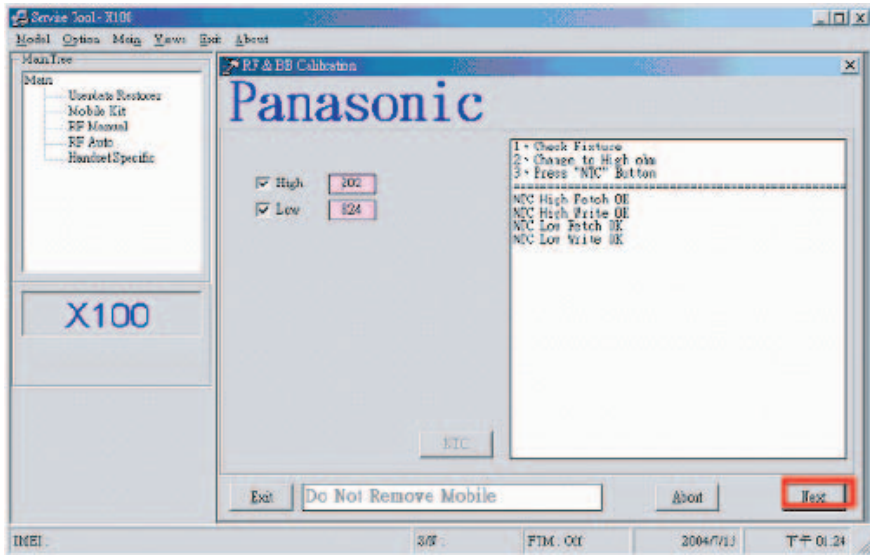 Service Tool - X100
Model Option Main Views Exit About
Main Tree
Main
Userdata Restorer
Mobile Kit
RF Manual
RF Auto
Handset Specific
X100
RF & BB Calibration
Panasonic
High
Low 824
1、Check Fixture
2、Change to High ohm
3、Press "NTC" Button
NTC High Fetch OK
NTC High Write OK
NTC Low Fetch OK
NTC Low Write OK
NTC
Exit Do Not Remove Mobile About Next
IMEI : S/W : FTM : Off 2004/7/13 下午 01:24